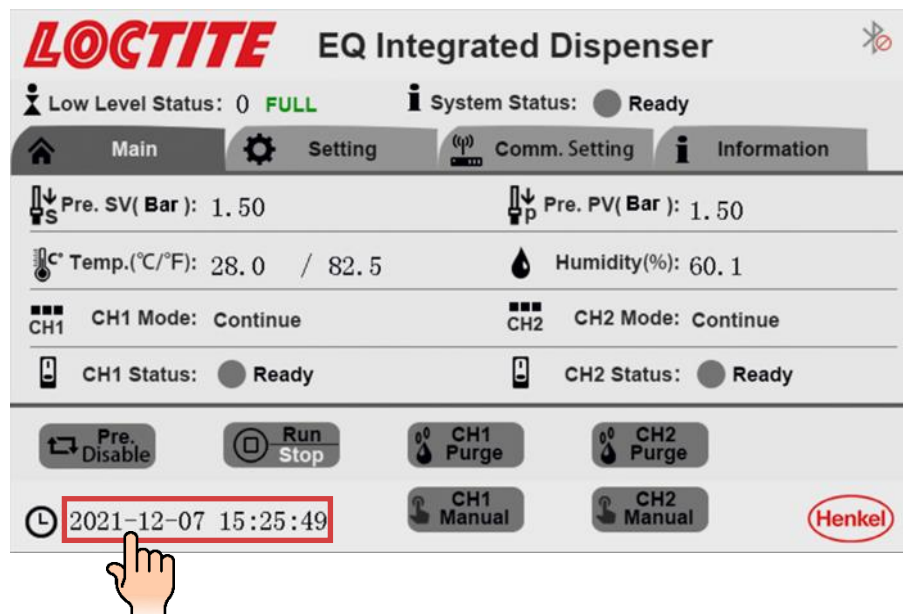 LOCTITE EQ Integrated Dispenser
Low Level Status: 0 FULL System Status: Ready
Main Setting Comm. Setting Information
S Pre. SV( Bar ): 1.50 p Pre. PV( Bar ): 1.50
C° Temp.(°C/°F): 28.0 / 82.5 Humidity(%): 60.1
CH1 CH1 Mode: Continue CH2 CH2 Mode: Continue
CH1 Status: Ready CH2 Status: Ready
Pre. Disable Run Stop CH1 Purge CH2 Purge
2021-12-07 15:25:49 CH1 Manual CH2 Manual Henkel